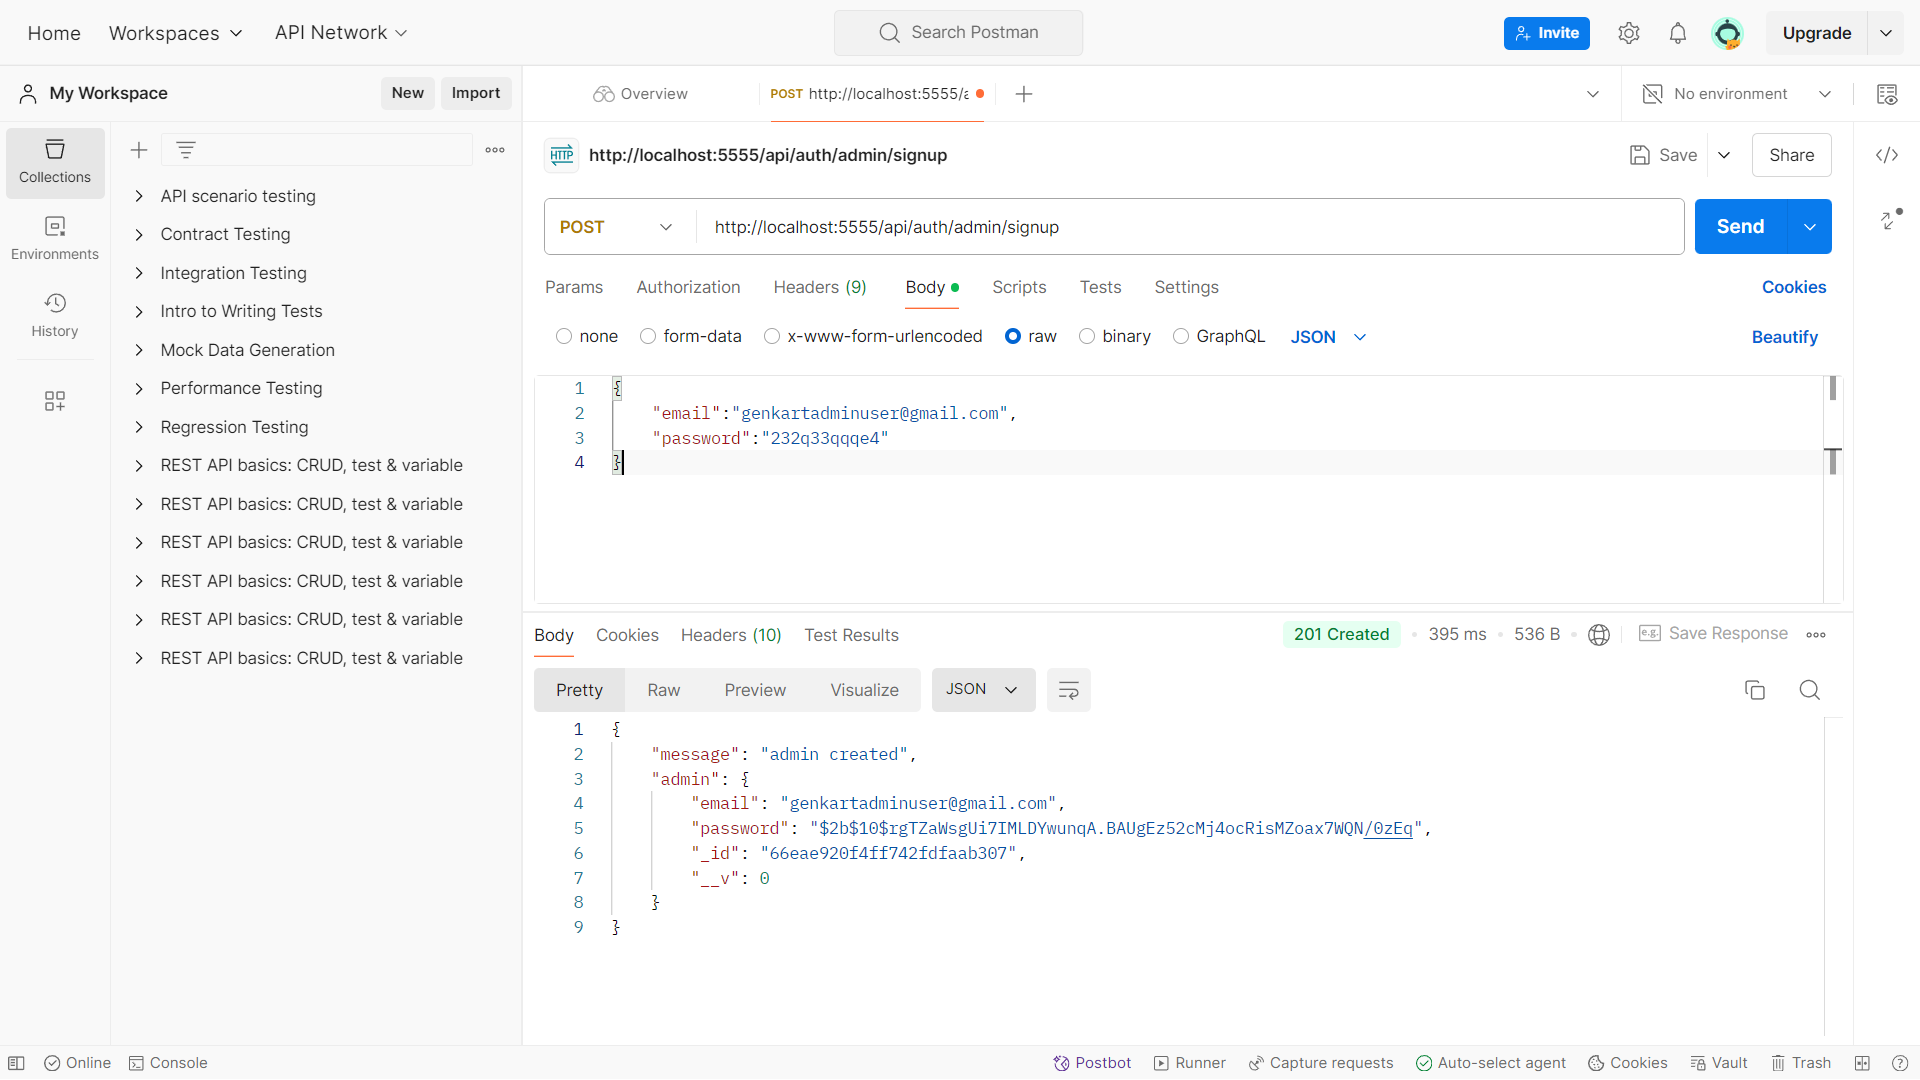 Home Workspaces API Network Search Postman Invite Upgrade
My Workspace New Import Overview POST http://localhost:5555/a No environment
Collections
Environments
History
API scenario testing
Contract Testing
Integration Testing
Intro to Writing Tests
Mock Data Generation
Performance Testing
Regression Testing
REST API basics: CRUD, test & variable
REST API basics: CRUD, test & variable
REST API basics: CRUD, test & variable
REST API basics: CRUD, test & variable
REST API basics: CRUD, test & variable
REST API basics: CRUD, test & variable
HTTP http://localhost:5555/api/auth/admin/signup Save Share
POST http://localhost:5555/api/auth/admin/signup Send
Params Authorization Headers (9) Body Scripts Tests Settings Cookies
none form-data x-www-form-urlencoded raw binary GraphQL JSON Beautify
1 {
2 "email":"genkartadminuser@gmail.com",
3 "password":"232q33qqqe4"
4 }
Body Cookies Headers (10) Test Results 201 Created 395 ms 536 B e.g. Save Response
Pretty Raw Preview Visualize JSON
1 {
2 "message": "admin created",
3 "admin": {
4 "email": "genkartadminuser@gmail.com",
5 "password": "$2b$10$rgTZaWsgUi7IMLDYwunqA.BAUgEz52cMj4ocRisMZoax7WQN/0zEq",
6 "_id": "66eae920f4ff742fdfaab307",
7 "__v": 0
8 }
9 }
Online Console Postbot Runner Capture requests Auto-select agent Cookies Vault Trash